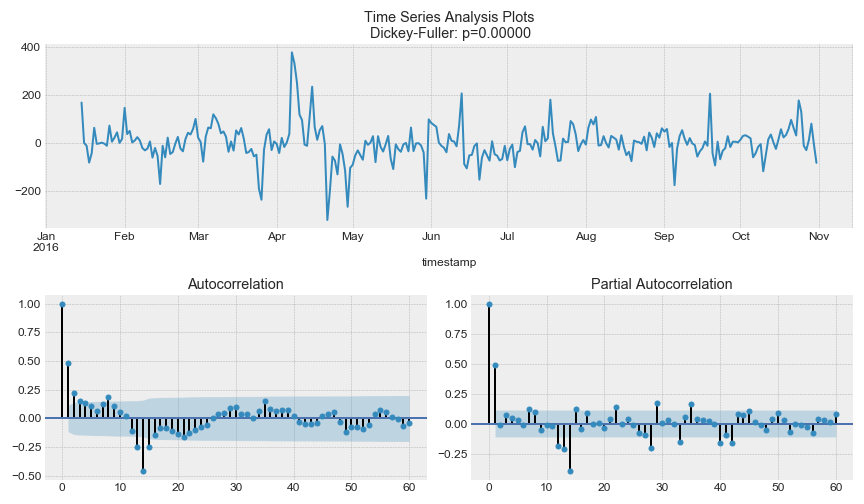 Time Series Analysis Plots
Dickey-Fuller: p=0.00000
400
200
0
−200
Jan Feb Mar Apr May Jun Jul Aug Sep Oct Nov
2016
timestamp
Autocorrelation
1.00
0.75
0.50
0.25
0.00
−0.25
−0.50
0 10 20 30 40 50 60
Partial Autocorrelation
1.00
0.75
0.50
0.25
0.00
−0.25
0 10 20 30 40 50 60